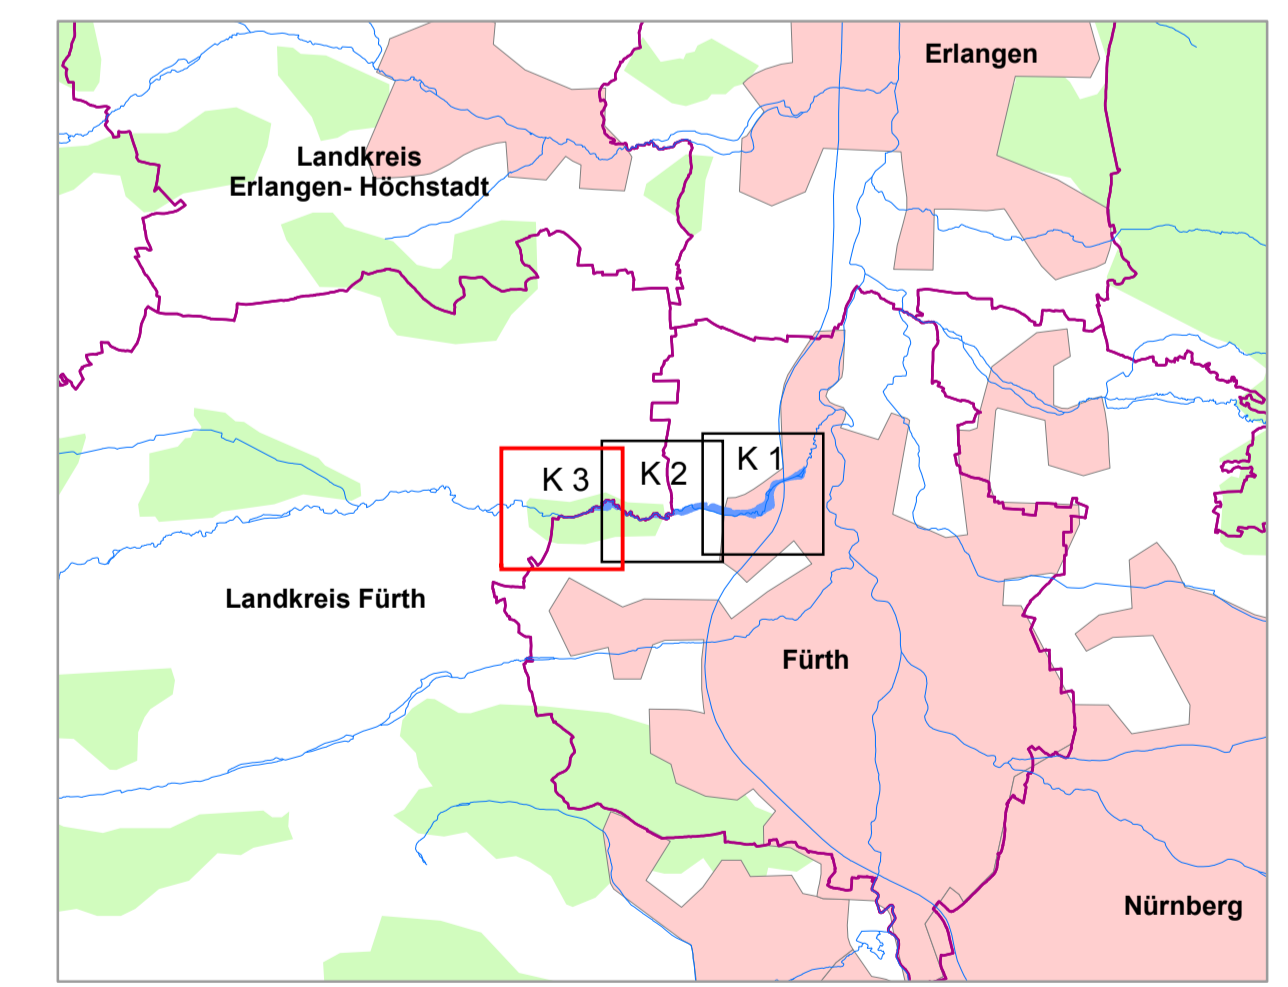 Erlangen
Landkreis
Erlangen- Höchstadt
K 1
K 2
K 3
Landkreis Fürth
Fürth
Nürnberg